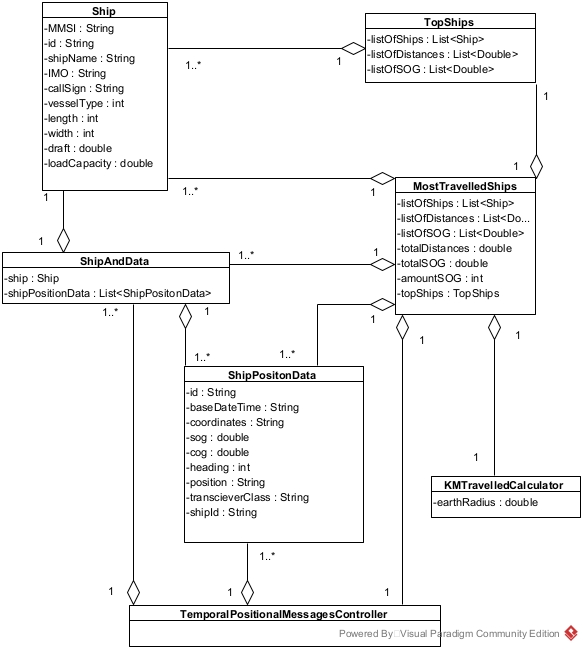 Ship
-MMSI : String
-id : String
-shipName : String
-IMO : String
-callSign : String
-vesselType : int
-length : int
-width : int
-draft : double
-loadCapacity : double
TopShips
-listOfShips : List<Ship>
-listOfDistances : List<Double>
-listOfSOG : List<Double>
1..*
1
1
1
1..*
1
MostTravelledShips
-listOfShips : List<Ship>
-listOfDistances : List<Do...
-listOfSOG : List<Double>
-totalDistances : double
-totalSOG : double
-amountSOG : int
-topShips : TopShips
1
1
ShipAndData
-ship : Ship
-shipPositionData : List<ShipPositonData>
1..*
1
1..*
1
1..*
1..*
1
1
1
ShipPositonData
-id : String
-baseDateTime : String
-coordinates : String
-sog : double
-cog : double
-heading : int
-position : String
-transcieverClass : String
-shipId : String
1
KMTravelledCalculator
-earthRadius : double
1..*
1
1
1
TemporalPositionalMessagesController
Powered By Visual Paradigm Community Edition